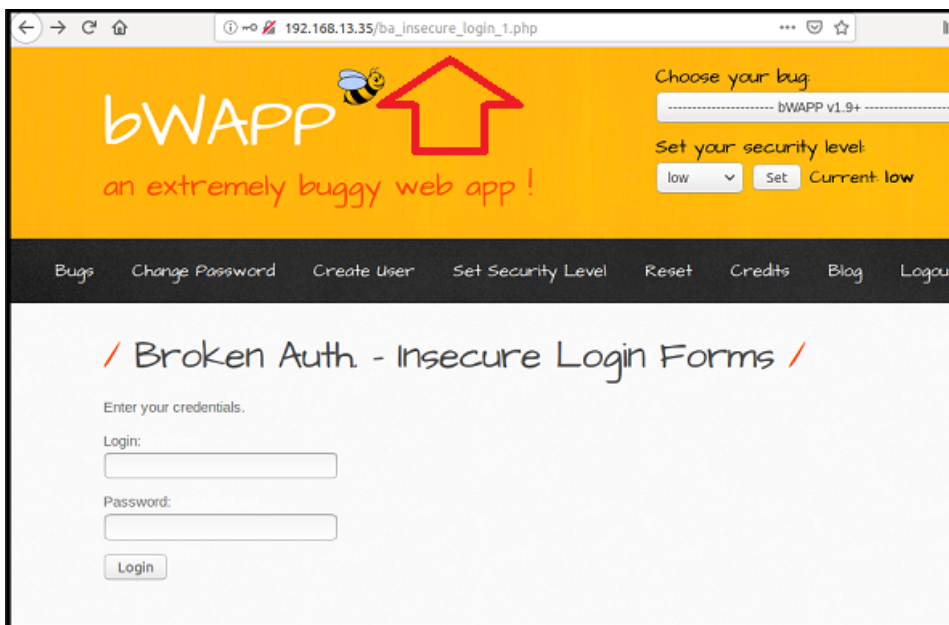 192.168.13.35/ba_insecure_login_1.php
bWAPP
an extremely buggy web app !
Choose your bug:
---------------------- bWAPP v1.9+ ------------------
Set your security level:
low Set Current: low
Bugs Change Password Create User Set Security Level Reset Credits Blog
/ Broken Auth. - Insecure Login Forms /
Enter your credentials.
Login:
Password:
Login